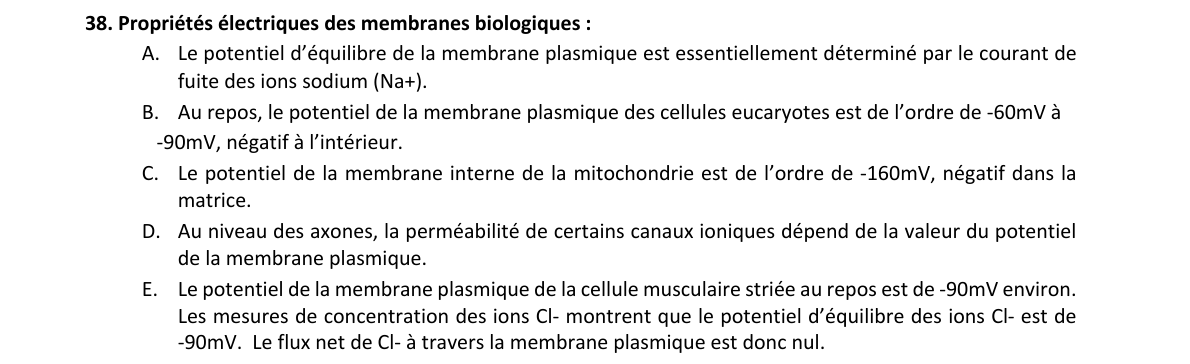 38. Propriétés électriques des membranes biologiques :
A. Le potentiel d’équilibre de la membrane plasmique est essentiellement déterminé par le courant de
fuite des ions sodium (Na+).
B. Au repos, le potentiel de la membrane plasmique des cellules eucaryotes est de l’ordre de -60mV à
-90mV, négatif à l’intérieur.
C. Le potentiel de la membrane interne de la mitochondrie est de l’ordre de -160mV, négatif dans la
matrice.
D. Au niveau des axones, la perméabilité de certains canaux ioniques dépend de la valeur du potentiel
de la membrane plasmique.
E. Le potentiel de la membrane plasmique de la cellule musculaire striée au repos est de -90mV environ.
Les mesures de concentration des ions Cl- montrent que le potentiel d’équilibre des ions Cl- est de
-90mV. Le flux net de Cl- à travers la membrane plasmique est donc nul.